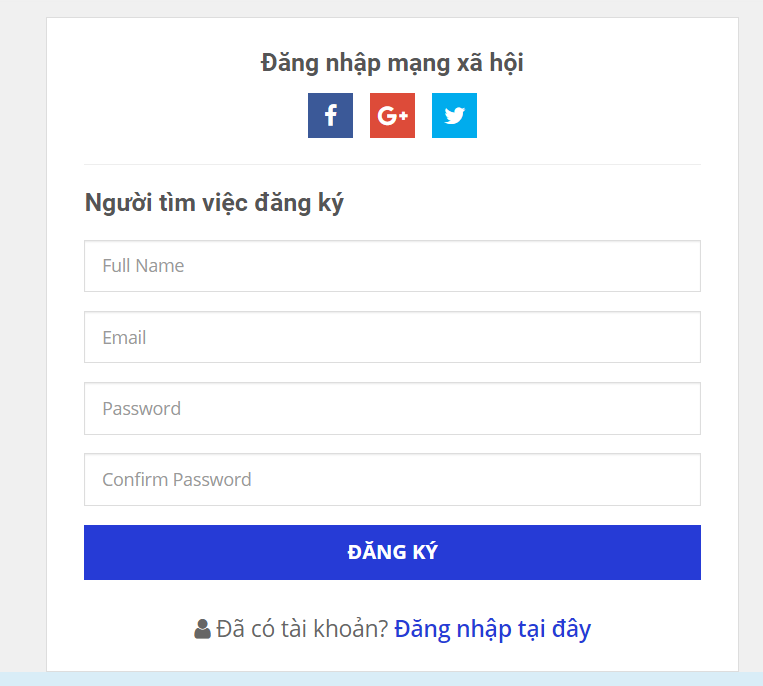 Đăng nhập mạng xã hội
f G+
Người tìm việc đăng ký
Full Name
Email
Password
Confirm Password
ĐĂNG KÝ
Đã có tài khoản? Đăng nhập tại đây